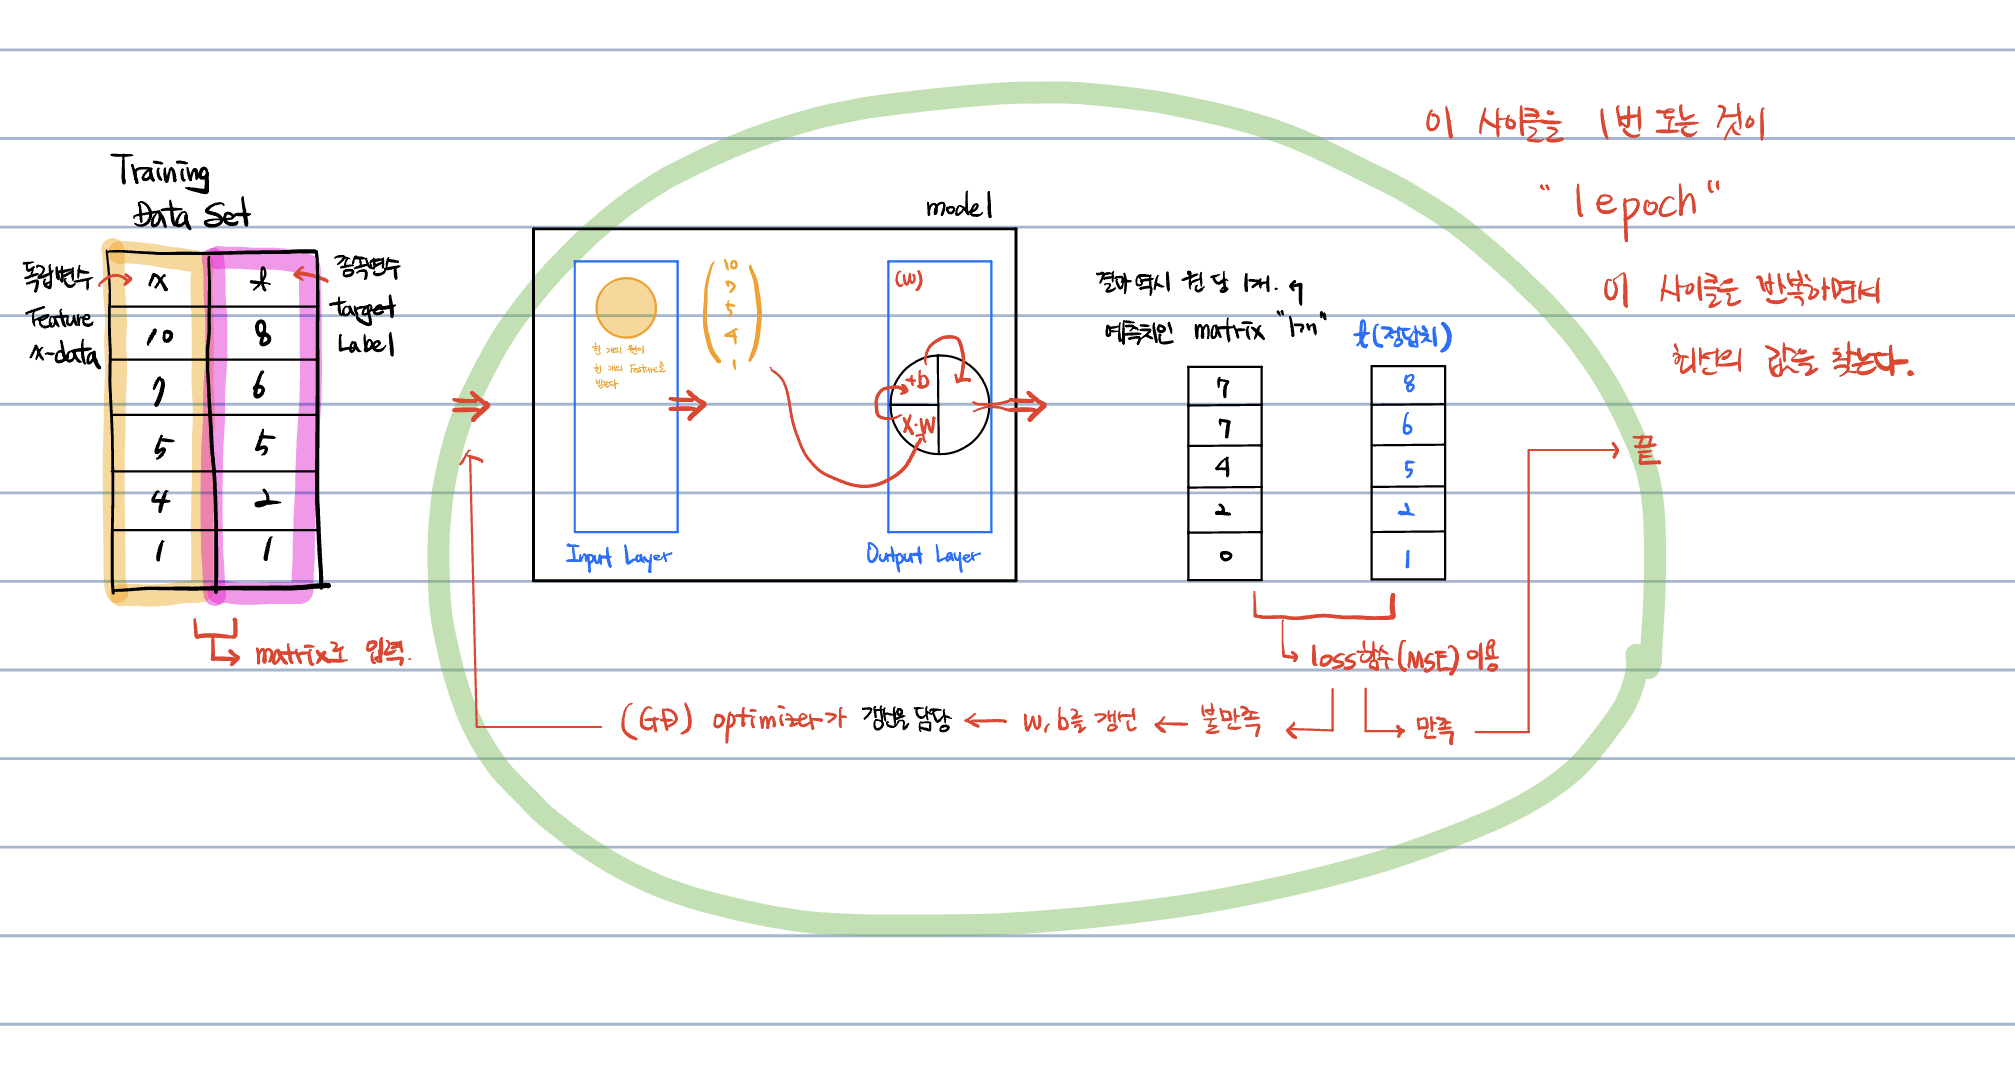 Training
Data Set
독립변수
Feature
x-data
종속변수
target
Label
x t
10 8
7 6
5 5
4 2
1 1
matrix로 입력.
model
한 개의 원이
한 개의 Feature를
받는다
Input Layer
10
7
5
4
1
(W)
+b
X·W
Output Layer
결과 역시 원 당 1개.
예측치인 matrix "1개"
7
7
4
2
0
t(정답치)
8
6
5
2
1
loss함수(MSE) 이용
만족
끝
불만족
w, b를 갱신
(GD) optimizer가 갱신을 담당
이 사이클을 1번 도는 것이
"1 epoch"
이 사이클을 반복하면서
최선의 값을 찾는다.